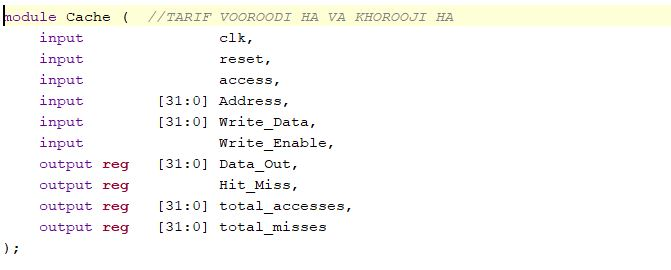 module Cache (  //TARIF VOOROODI HA VA KHOROOJI HA
    input              clk,
    input              reset,
    input              access,
    input       [31:0] Address,
    input       [31:0] Write_Data,
    input              Write_Enable,
    output reg  [31:0] Data_Out,
    output reg         Hit_Miss,
    output reg  [31:0] total_accesses,
    output reg  [31:0] total_misses
);